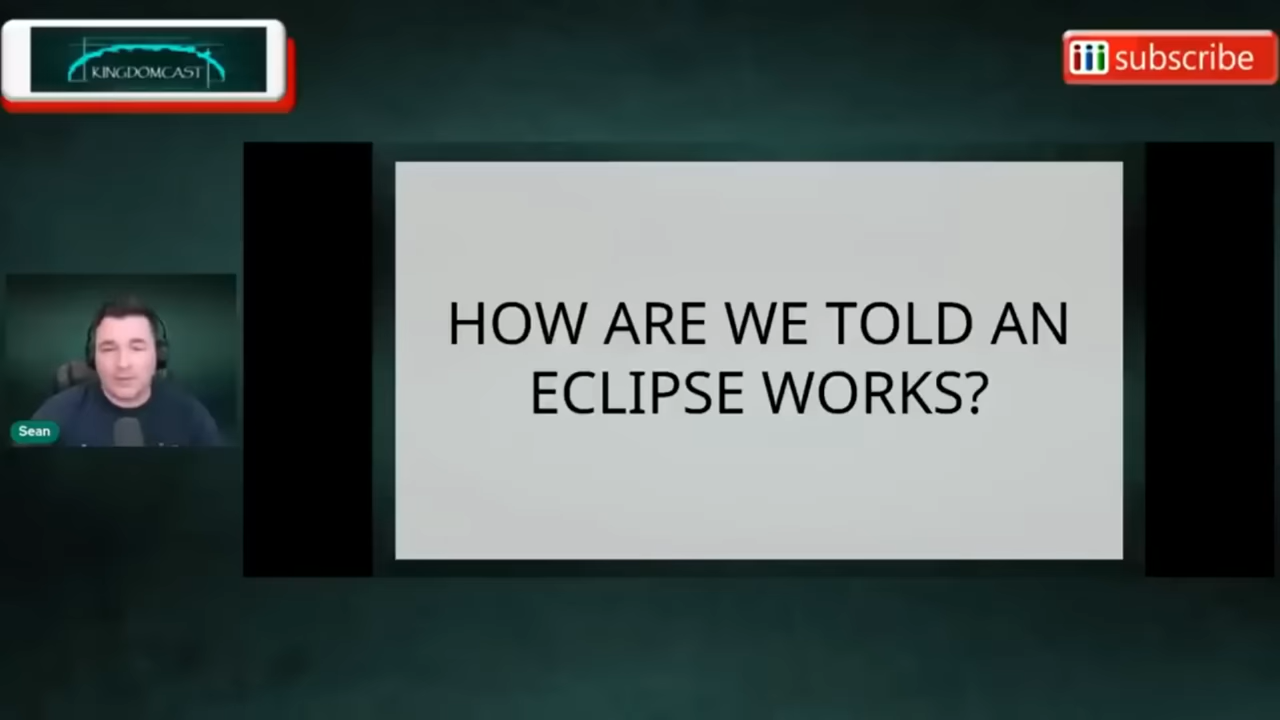 KINGDOMCAST
subscribe
HOW ARE WE TOLD AN
ECLIPSE WORKS?
Sean